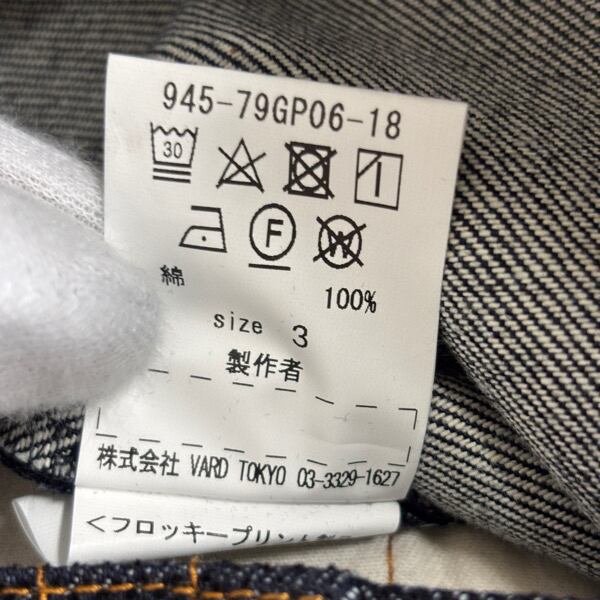 945-79GP06-18
30
F
W
綿
100%
size 3
製作者
株式会社 VARD TOKYO 03-3329-1627
<フロッキープリント